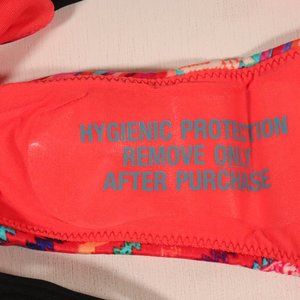 HYGIENIC PROTECTION
REMOVE ONLY
AFTER PURCHASE